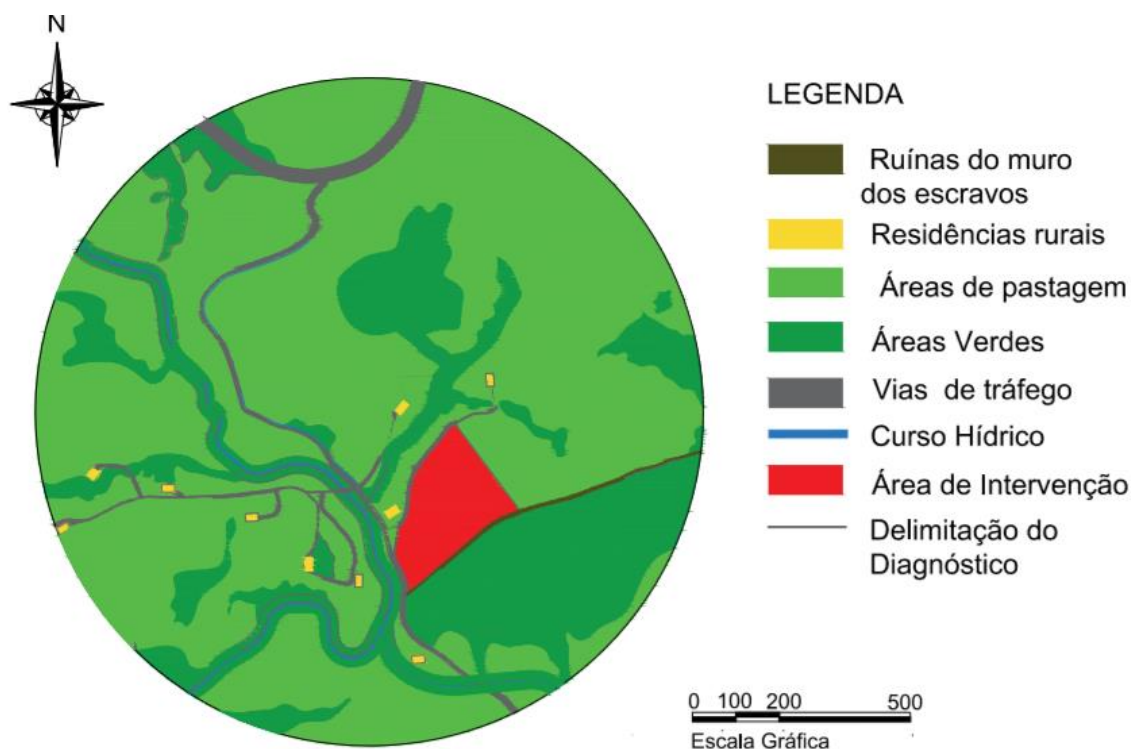 N
LEGENDA
Ruínas do muro
dos escravos
Residências rurais
Áreas de pastagem
Áreas Verdes
Vias de tráfego
Curso Hídrico
Área de Intervenção
Delimitação do
Diagnóstico
0 100 200 500
Escala Gráfica